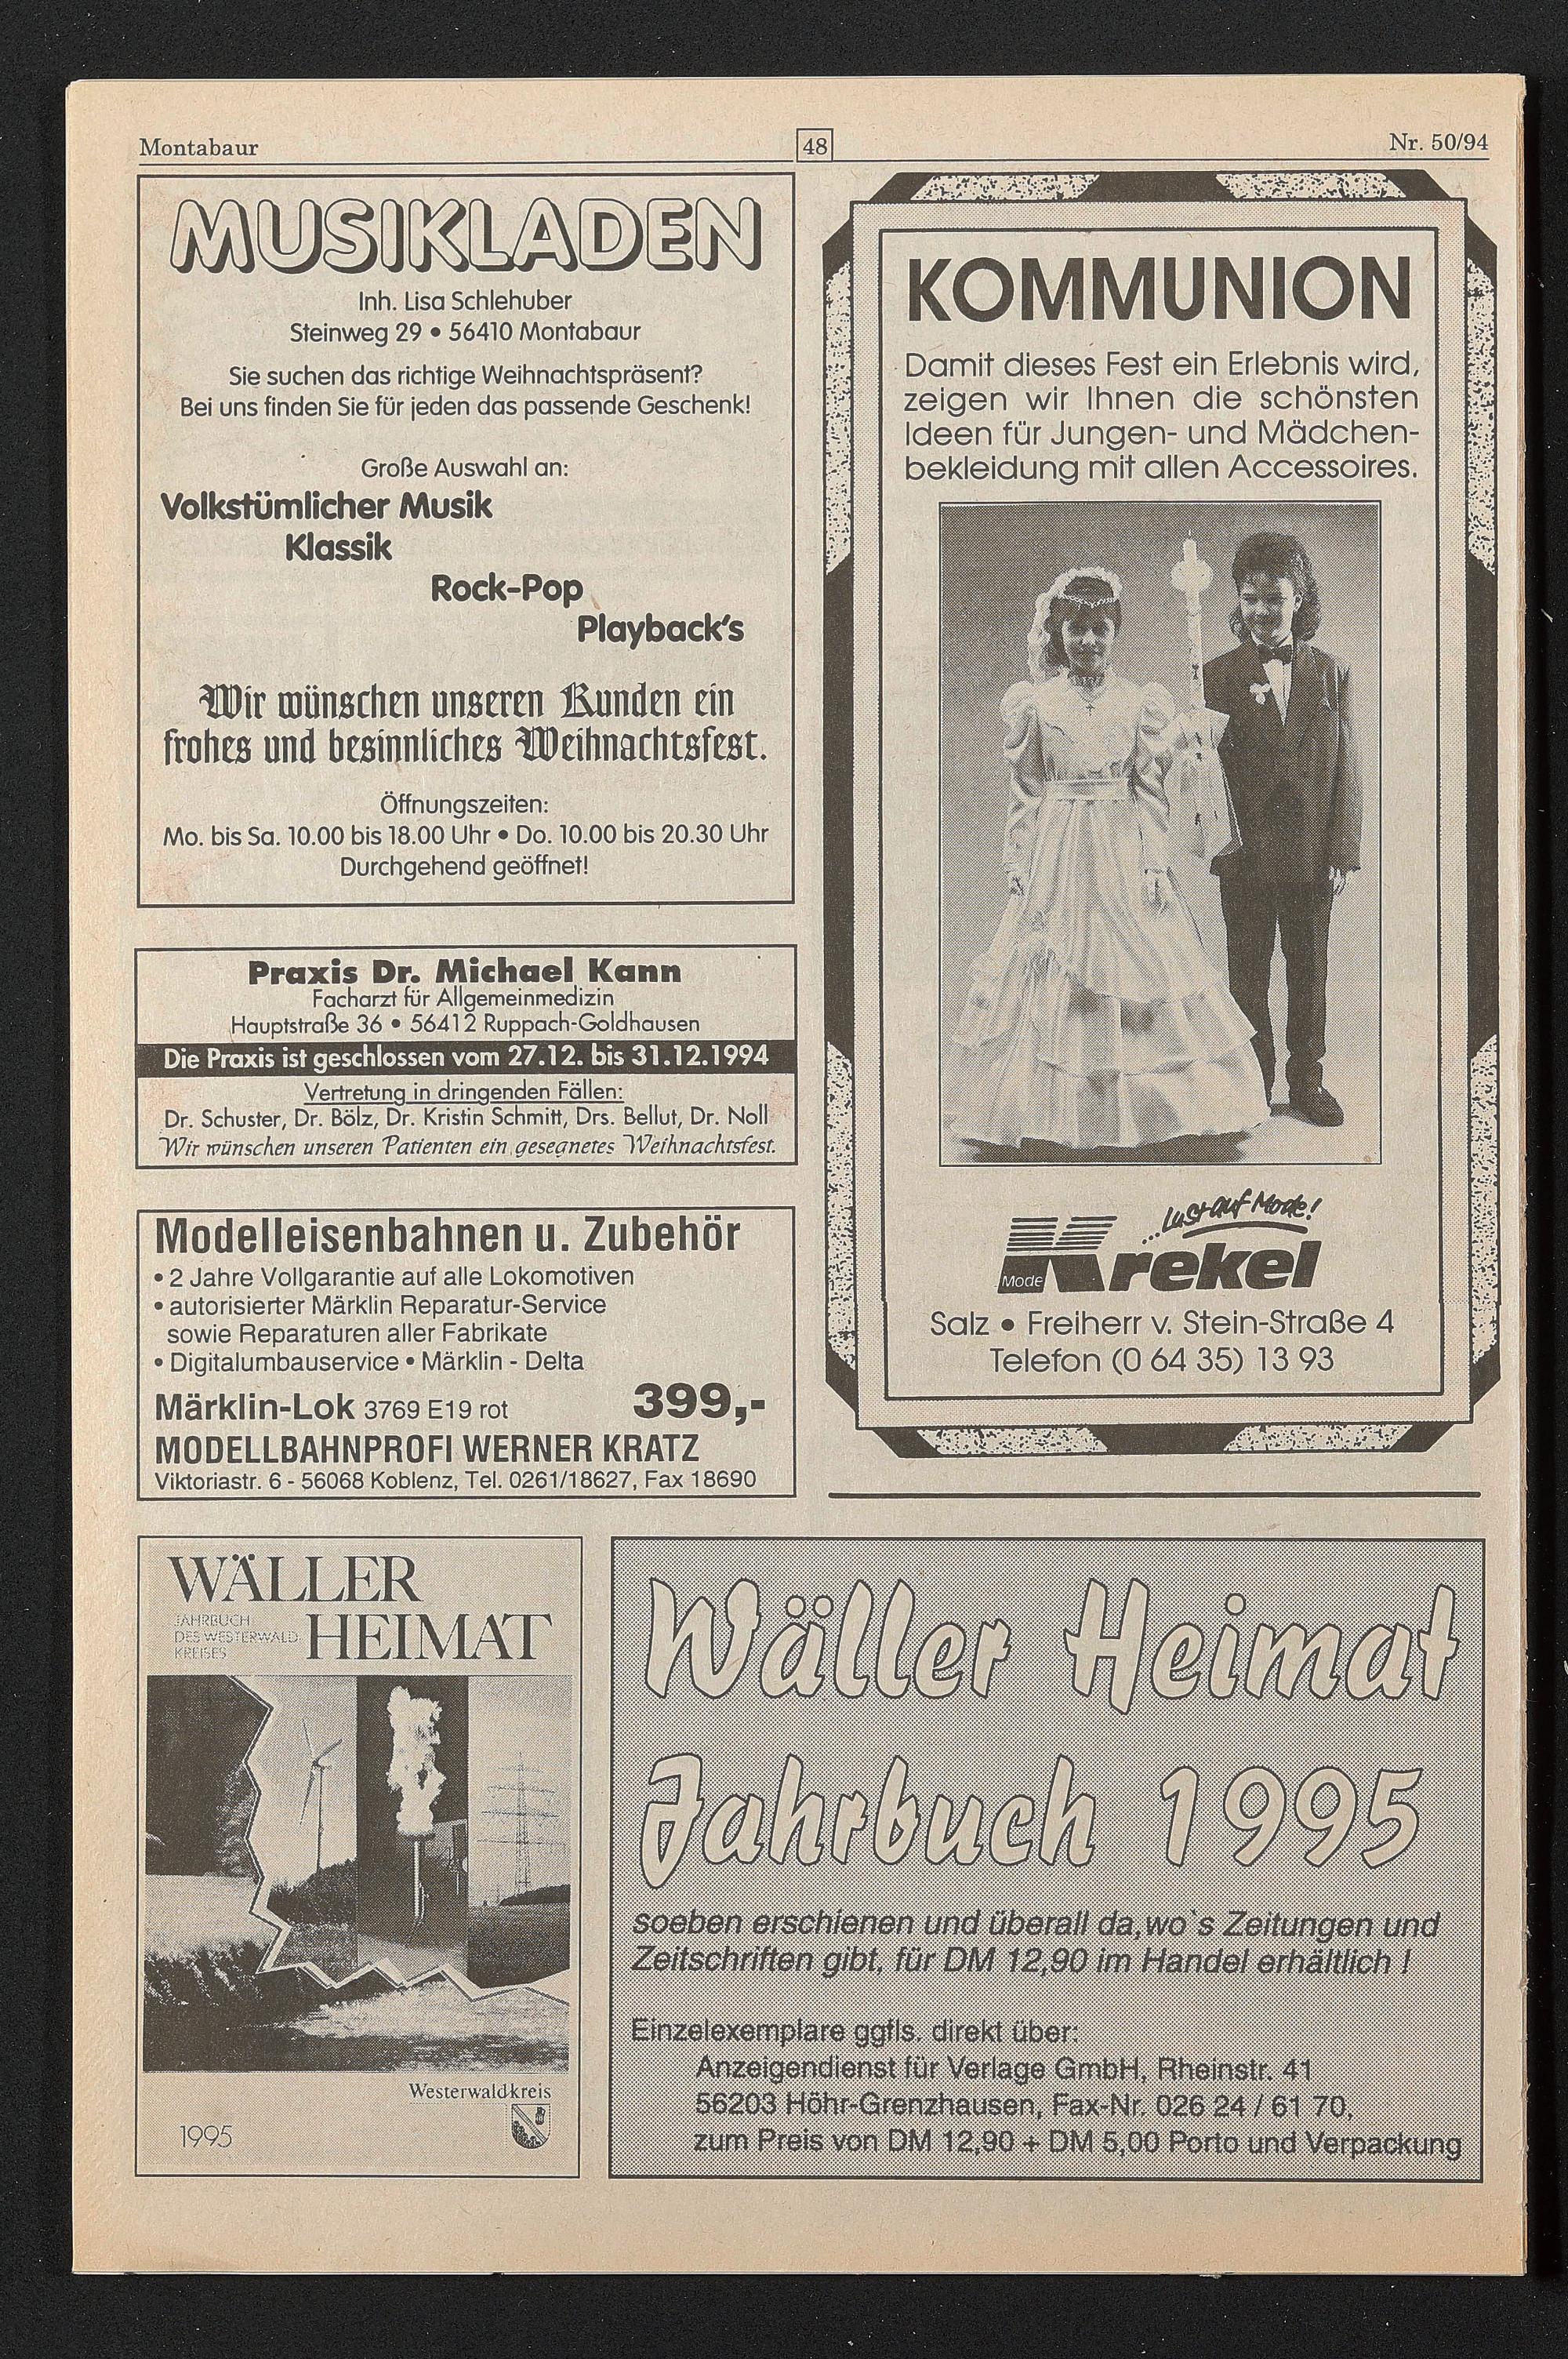 Montabaur
48
Nr. 50/94
MUSIKLADEN
Inh. Lisa Schlehuber
Steinweg 29 • 56410 Montabaur
Sie suchen das richtige Weihnachtspräsent?
Bei uns finden Sie für jeden das passende Geschenk!
Große Auswahl an:
Volkstümlicher Musik
Klassik
Rock-Pop
Playback's
Wir wünschen unseren Kunden ein
frohes und besinnliches Weihnachtsfest.
Öffnungszeiten:
Mo. bis Sa. 10.00 bis 18.00 Uhr • Do. 10.00 bis 20.30 Uhr
Durchgehend geöffnet!
Praxis Dr. Michael Kann
Facharzt für Allgemeinmedizin
Hauptstraße 36 • 56412 Ruppach-Goldhausen
Die Praxis ist geschlossen vom 27.12. bis 31.12.1994
Vertretung in dringenden Fällen:
Dr. Schuster, Dr. Bölz, Dr. Kristin Schmitt, Drs. Bellut, Dr. Noll
Wir wünschen unseren Patienten ein gesegnetes Weihnachtsfest.
Modelleisenbahnen u. Zubehör
• 2 Jahre Vollgarantie auf alle Lokomotiven
• autorisierter Märklin Reparatur-Service
sowie Reparaturen aller Fabrikate
• Digitalumbauservice • Märklin - Delta
Märklin-Lok 3769 E19 rot 399,-
MODELLBAHNPROFI WERNER KRATZ
Viktoriastr. 6 - 56068 Koblenz, Tel. 0261/18627, Fax 18690
KOMMUNION
Damit dieses Fest ein Erlebnis wird,
zeigen wir Ihnen die schönsten
Ideen für Jungen- und Mädchen-
bekleidung mit allen Accessoires.
...Lust auf Mode!
Mode Krekel
Salz • Freiherr v. Stein-Straße 4
Telefon (0 64 35) 13 93
WÄLLER
JAHRBUCH
DES WESTERWALD
KREISES
HEIMAT
Westerwaldkreis
1995
Wäller Heimat
Jahrbuch 1995
soeben erschienen und überall da,wo`s Zeitungen und
Zeitschriften gibt, für DM 12,90 im Handel erhältlich !
Einzelexemplare ggfls. direkt über:
Anzeigendienst für Verlage GmbH, Rheinstr. 41
56203 Höhr-Grenzhausen, Fax-Nr. 026 24 / 61 70,
zum Preis von DM 12,90 + DM 5,00 Porto und Verpackung